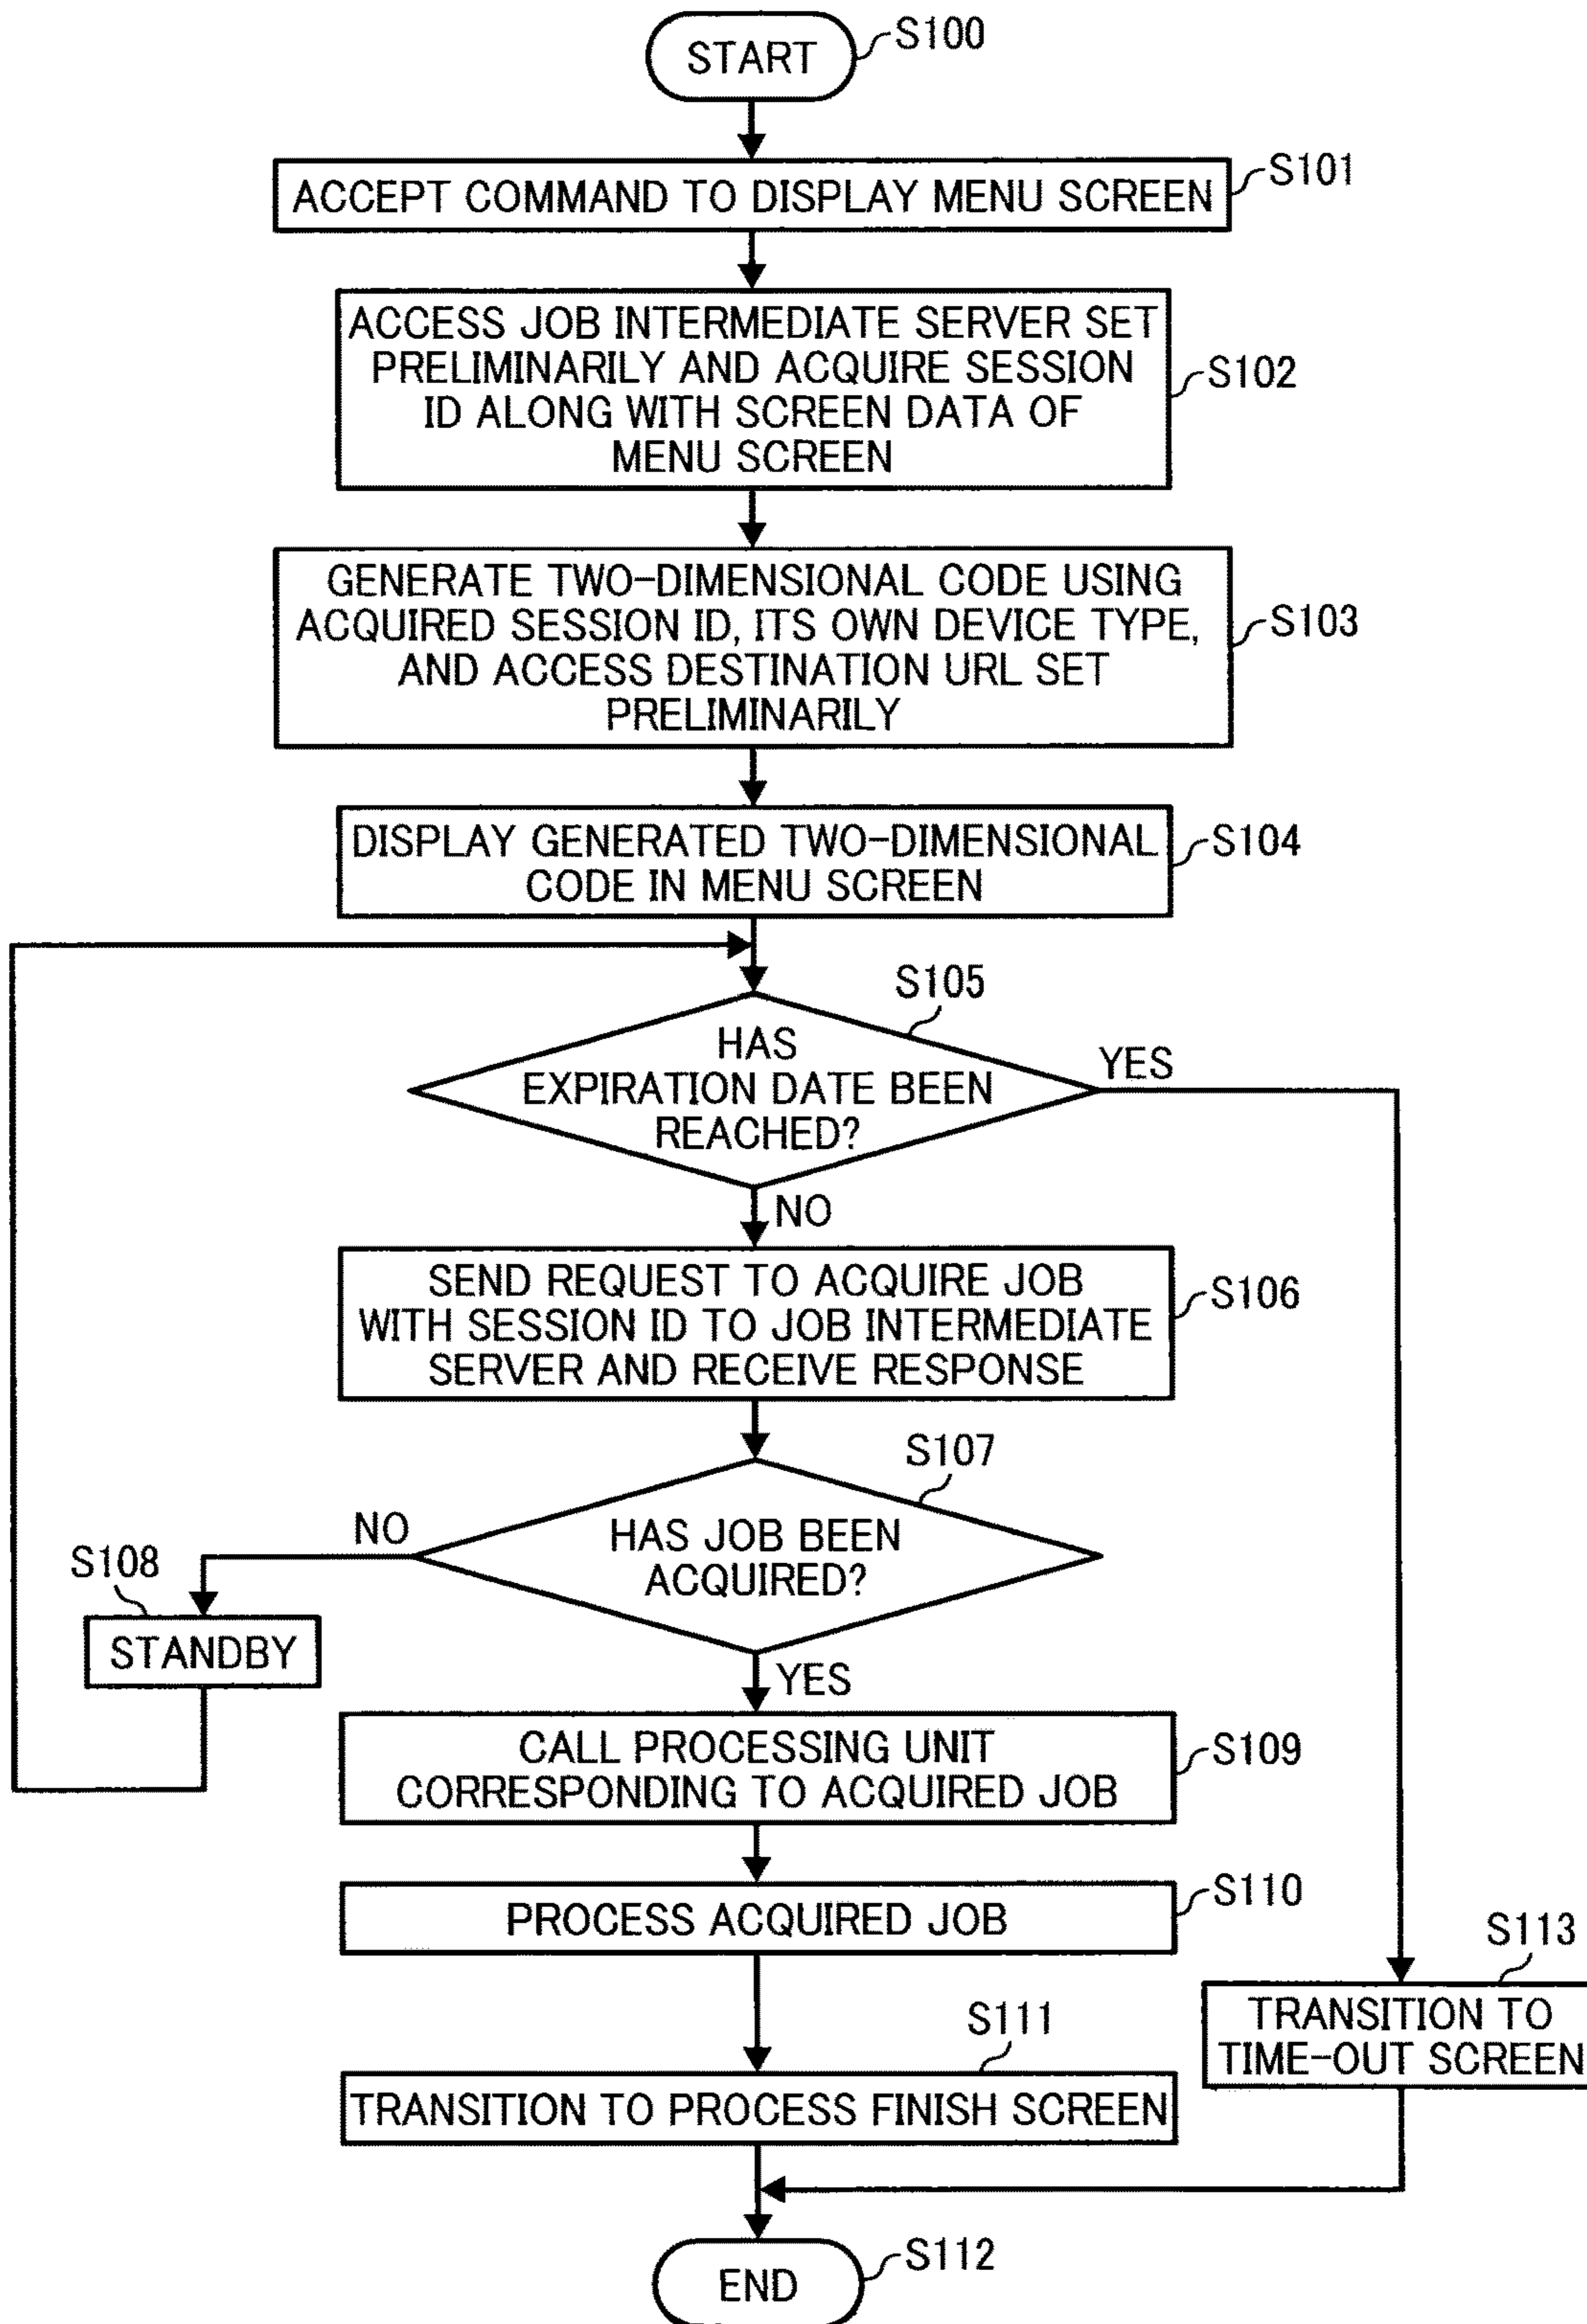 START
S100
ACCEPT COMMAND TO DISPLAY MENU SCREEN
S101
ACCESS JOB INTERMEDIATE SERVER SET
PRELIMINARILY AND ACQUIRE SESSION
ID ALONG WITH SCREEN DATA OF
MENU SCREEN
S102
GENERATE TWO-DIMENSIONAL CODE USING
ACQUIRED SESSION ID, ITS OWN DEVICE TYPE,
AND ACCESS DESTINATION URL SET
PRELIMINARILY
S103
DISPLAY GENERATED TWO-DIMENSIONAL
CODE IN MENU SCREEN
S104
S105
HAS
EXPIRATION DATE BEEN
REACHED?
YES
NO
SEND REQUEST TO ACQUIRE JOB
WITH SESSION ID TO JOB INTERMEDIATE
SERVER AND RECEIVE RESPONSE
S106
S107
HAS JOB BEEN
ACQUIRED?
NO
S108
STANDBY
YES
CALL PROCESSING UNIT
CORRESPONDING TO ACQUIRED JOB
S109
PROCESS ACQUIRED JOB
S110
S113
TRANSITION TO
TIME-OUT SCREEN
S111
TRANSITION TO PROCESS FINISH SCREEN
END
S112